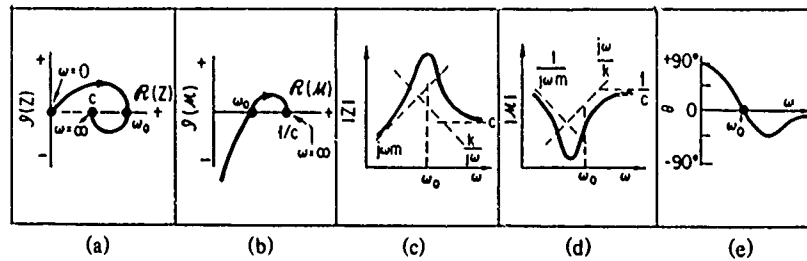 +
ℐ(Z)
-
ω=0
c
ω=∞
ℛ(Z)
+
ω₀
(a)
+
ℐ(ℳ)
-
ω₀
ℛ(ℳ)
+
1/c
ω=∞
(b)
|Z|
jωm
c
k/jω
ω₀
ω
(c)
|ℳ|
1/jωm
jω/k
1/c
ω₀
ω
(d)
+90°
θ 0
-90°
ω₀
ω
(e)